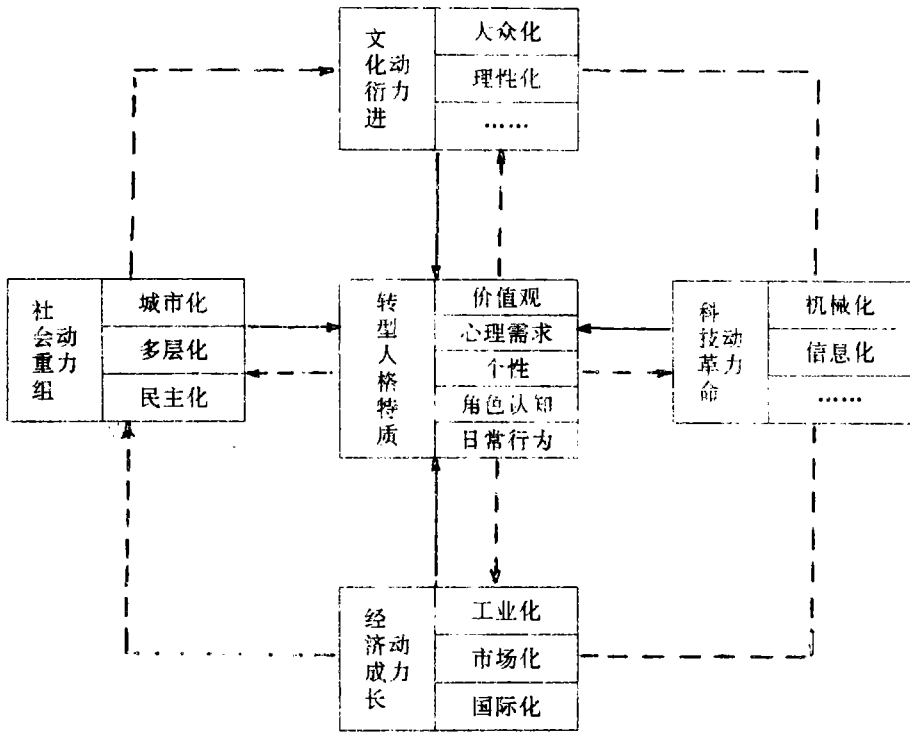 文化衍进
动力
大众化
理性化
……
社会重组
动力
城市化
多层化
民主化
转型人格特质
价值观
心理需求
个性
角色认知
日常行为
科技革命
动力
机械化
信息化
……
经济成长
动力
工业化
市场化
国际化